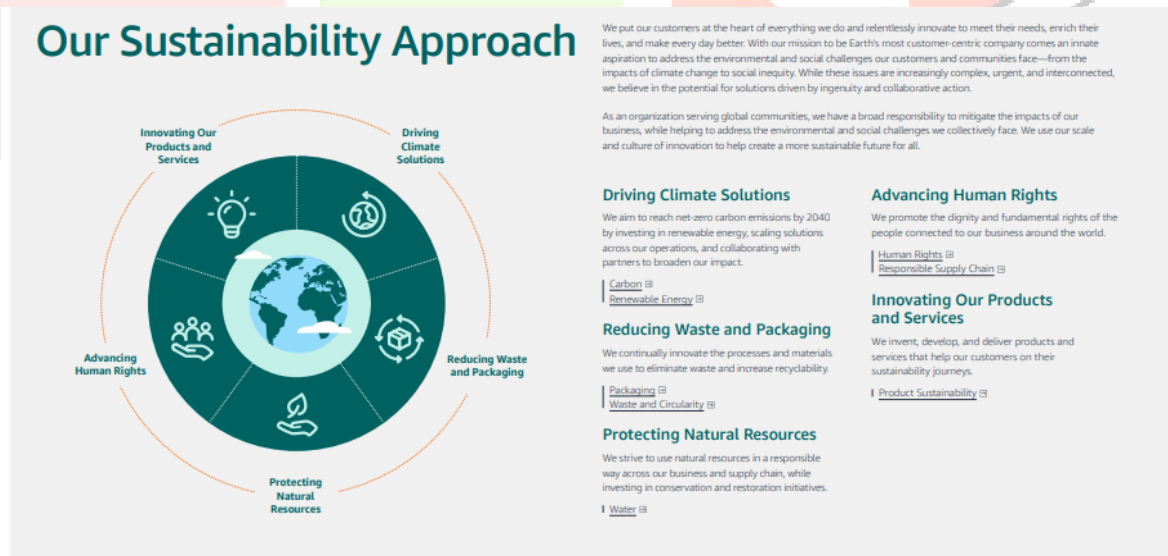 Our Sustainability Approach
Innovating Our
Products and
Services
Driving
Climate
Solutions
Advancing
Human Rights
Reducing Waste
and Packaging
Protecting
Natural
Resources
We put our customers at the heart of everything we do and relentlessly innovate to meet their needs, enrich their
lives, and make every day better. With our mission to be Earth's most customer-centric company comes an innate
aspiration to address the environmental and social challenges our customers and communities face—from the
impacts of climate change to social inequity. While these issues are increasingly complex, urgent, and interconnected,
we believe in the potential for solutions driven by ingenuity and collaborative action.
As an organization serving global communities, we have a broad responsibility to mitigate the impacts of our
business, while helping to address the environmental and social challenges we collectively face. We use our scale
and culture of innovation to help create a more sustainable future for all.
Driving Climate Solutions
We aim to reach net-zero carbon emissions by 2040
by investing in renewable energy, scaling solutions
across our operations, and collaborating with
partners to broaden our impact.
Carbon
Renewable Energy
Reducing Waste and Packaging
We continually innovate the processes and materials
we use to eliminate waste and increase recyclability.
Packaging
Waste and Circularity
Protecting Natural Resources
We strive to use natural resources in a responsible
way across our business and supply chain, while
investing in conservation and restoration initiatives.
Water
Advancing Human Rights
We promote the dignity and fundamental rights of the
people connected to our business around the world.
Human Rights
Responsible Supply Chain
Innovating Our Products
and Services
We invent, develop, and deliver products and
services that help our customers on their
sustainability journeys.
Product Sustainability